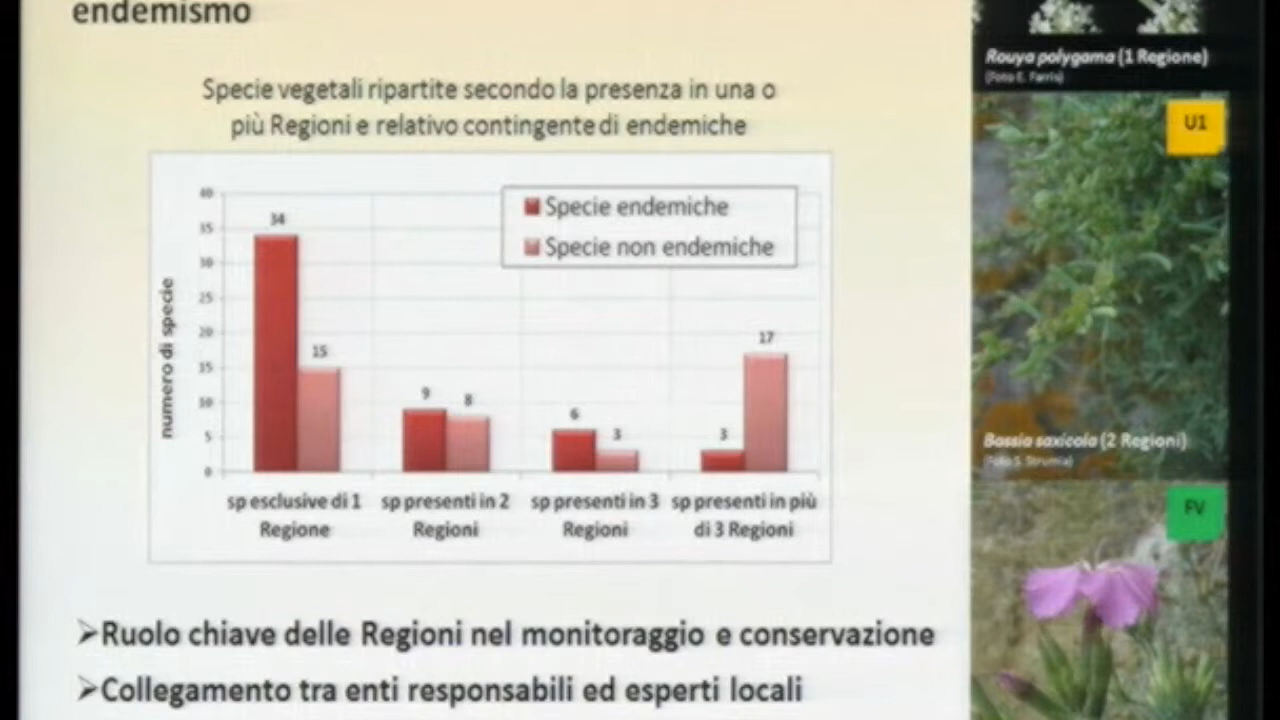 endemismo
Specie vegetali ripartite secondo la presenza in una o
più Regioni e relativo contingente di endemiche
40
35
30
25
20
15
10
5
0
numero di specie
Specie endemiche
Specie non endemiche
34
15
9
8
6
3
3
17
sp esclusive di 1
Regione
sp presenti in 2
Regioni
sp presenti in 3
Regioni
sp presenti in più
di 3 Regioni
➢Ruolo chiave delle Regioni nel monitoraggio e conservazione
➢Collegamento tra enti responsabili ed esperti locali
Rouya polygama (1 Regione)
(Foto E. Farris)
U1
Bassia saxicola (2 Regioni)
(Foto S. Strumia)
FV